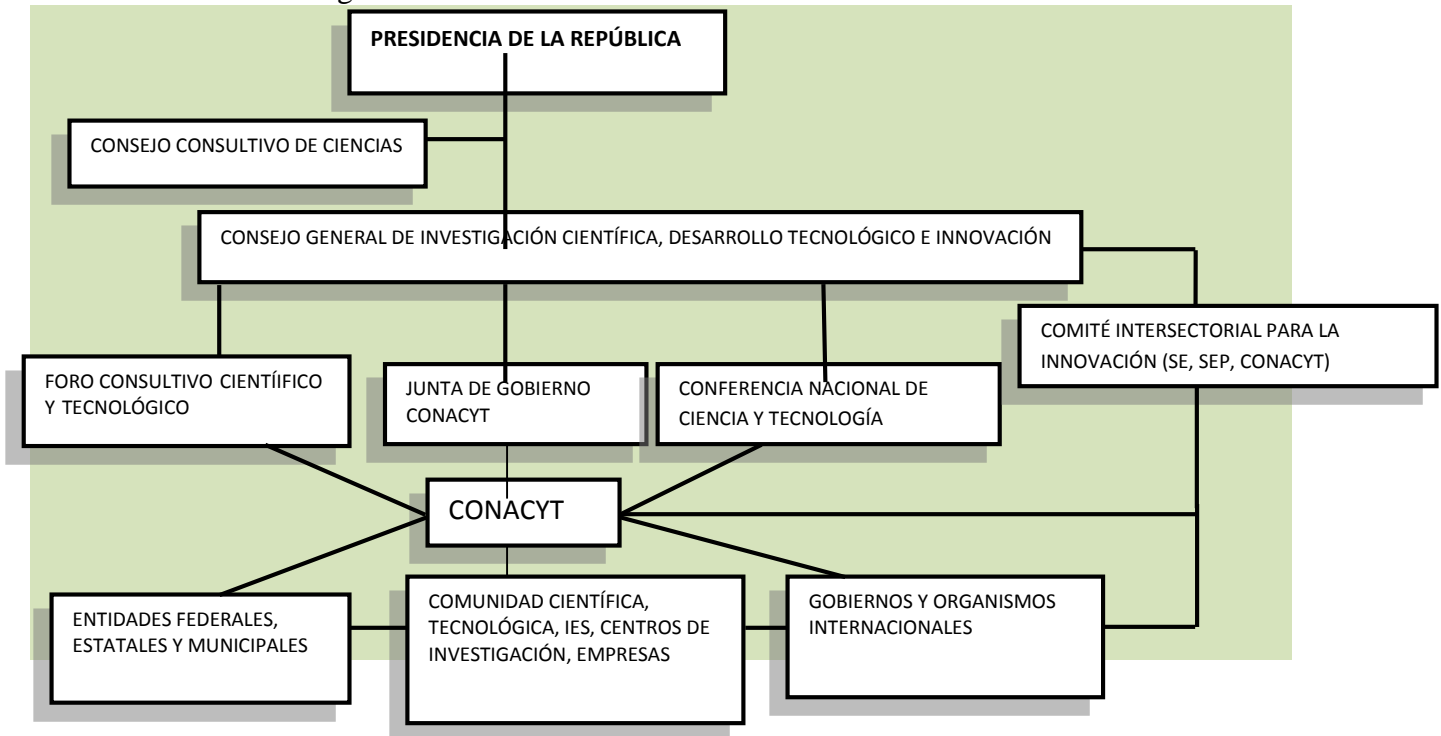 PRESIDENCIA DE LA REPÚBLICA
CONSEJO CONSULTIVO DE CIENCIAS
CONSEJO GENERAL DE INVESTIGACIÓN CIENTÍFICA, DESARROLLO TECNOLÓGICO E INNOVACIÓN
COMITÉ INTERSECTORIAL PARA LA
INNOVACIÓN (SE, SEP, CONACYT)
FORO CONSULTIVO CIENTÍIFICO
Y TECNOLÓGICO
JUNTA DE GOBIERNO
CONACYT
CONFERENCIA NACIONAL DE
CIENCIA Y TECNOLOGÍA
CONACYT
ENTIDADES FEDERALES,
ESTATALES Y MUNICIPALES
COMUNIDAD CIENTÍFICA,
TECNOLÓGICA, IES, CENTROS DE
INVESTIGACIÓN, EMPRESAS
GOBIERNOS Y ORGANISMOS
INTERNACIONALES